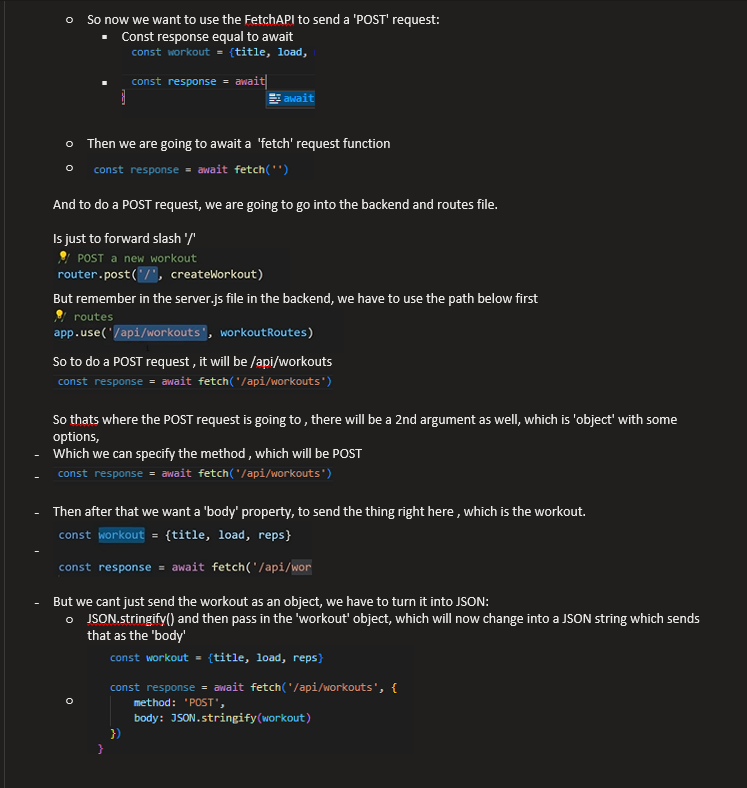 So now we want to use the FetchAPI to send a 'POST' request:
Const response equal to await
const workout = {title, load,
const response = await
}
await
Then we are going to await a 'fetch' request function
const response = await fetch('')
And to do a POST request, we are going to go into the backend and routes file.
Is just to forward slash '/'
POST a new workout
router.post('/', createWorkout)
But remember in the server.js file in the backend, we have to use the path below first
routes
app.use('/api/workouts', workoutRoutes)
So to do a POST request , it will be /api/workouts
const response = await fetch('/api/workouts')
So thats where the POST request is going to , there will be a 2nd argument as well, which is 'object' with some
options,
- Which we can specify the method , which will be POST
- const response = await fetch('/api/workouts')
- Then after that we want a 'body' property, to send the thing right here , which is the workout.
const workout = {title, load, reps}
-
const response = await fetch('/api/wor
- But we cant just send the workout as an object, we have to turn it into JSON:
JSON.stringify() and then pass in the 'workout' object, which will now change into a JSON string which sends
that as the 'body'
const workout = {title, load, reps}
const response = await fetch('/api/workouts', {
method: 'POST',
body: JSON.stringify(workout)
})
}